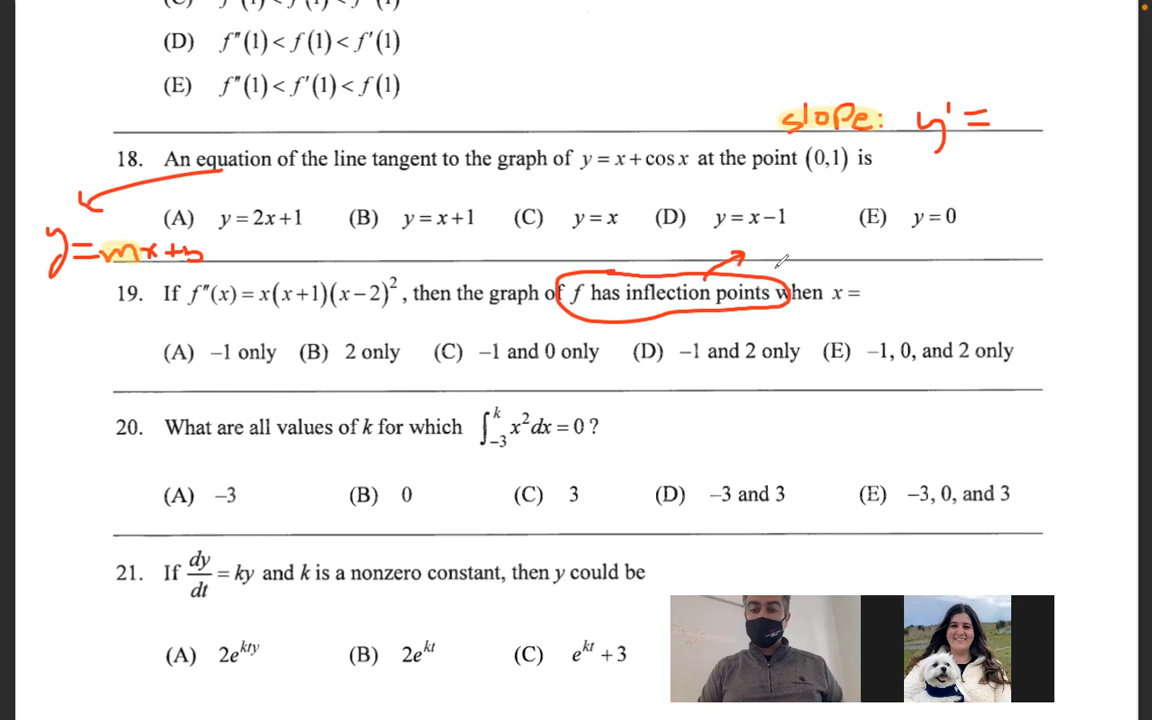 (D) f"(1) < f(1) < f'(1)
(E) f"(1) < f'(1) < f(1)
slope: y' =
18. An equation of the line tangent to the graph of y = x + cos x at the point (0,1) is
(A) y = 2x+1 (B) y = x+1 (C) y = x (D) y = x−1 (E) y = 0
y = mx + b
19. If f"(x) = x(x+1)(x−2)², then the graph of f has inflection points when x =
(A) −1 only (B) 2 only (C) −1 and 0 only (D) −1 and 2 only (E) −1, 0, and 2 only
20. What are all values of k for which ∫₋₃ᵏ x² dx = 0 ?
(A) −3 (B) 0 (C) 3 (D) −3 and 3 (E) −3, 0, and 3
21. If dy/dt = ky and k is a nonzero constant, then y could be
(A) 2e^{kty} (B) 2e^{kt} (C) e^{kt} + 3